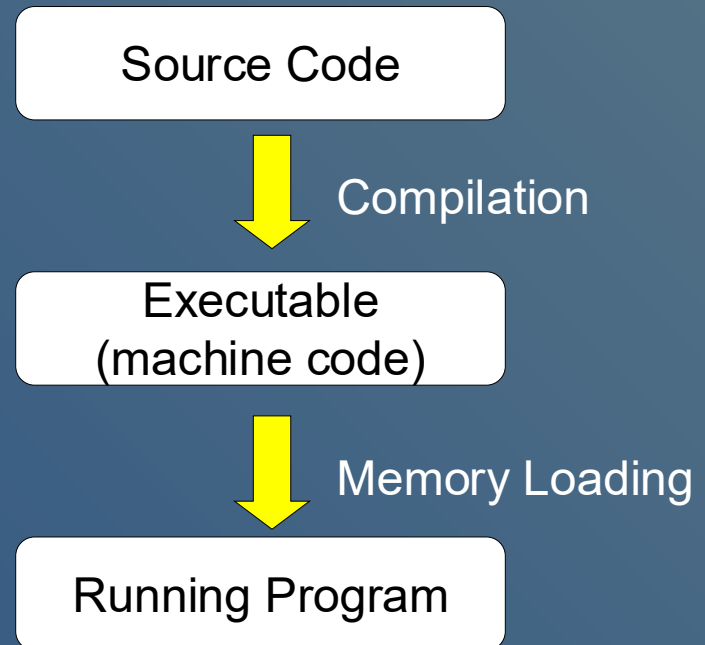 Source Code
Compilation
Executable
(machine code)
Memory Loading
Running Program